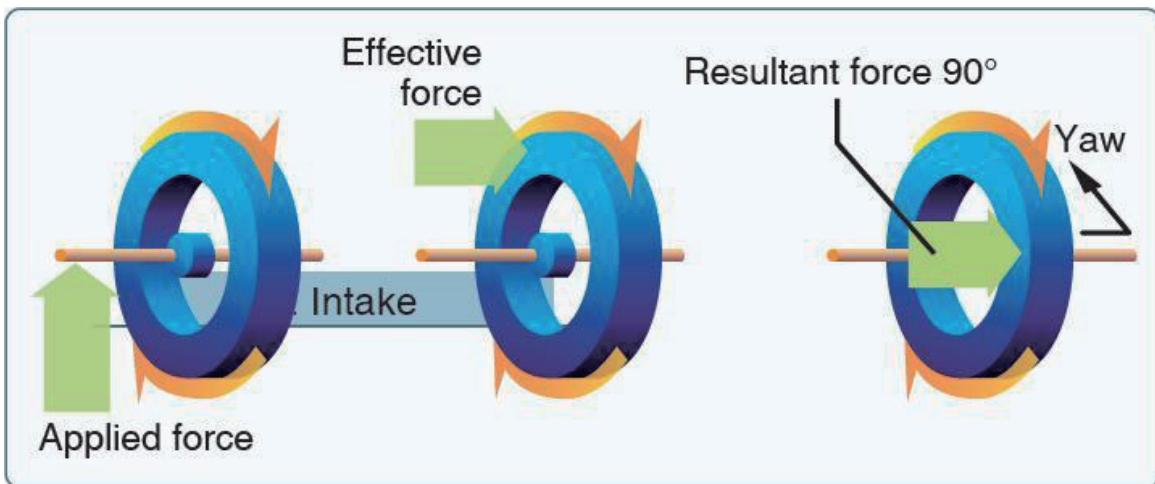 Effective
force
Resultant force 90°
Yaw
Intake
Applied force